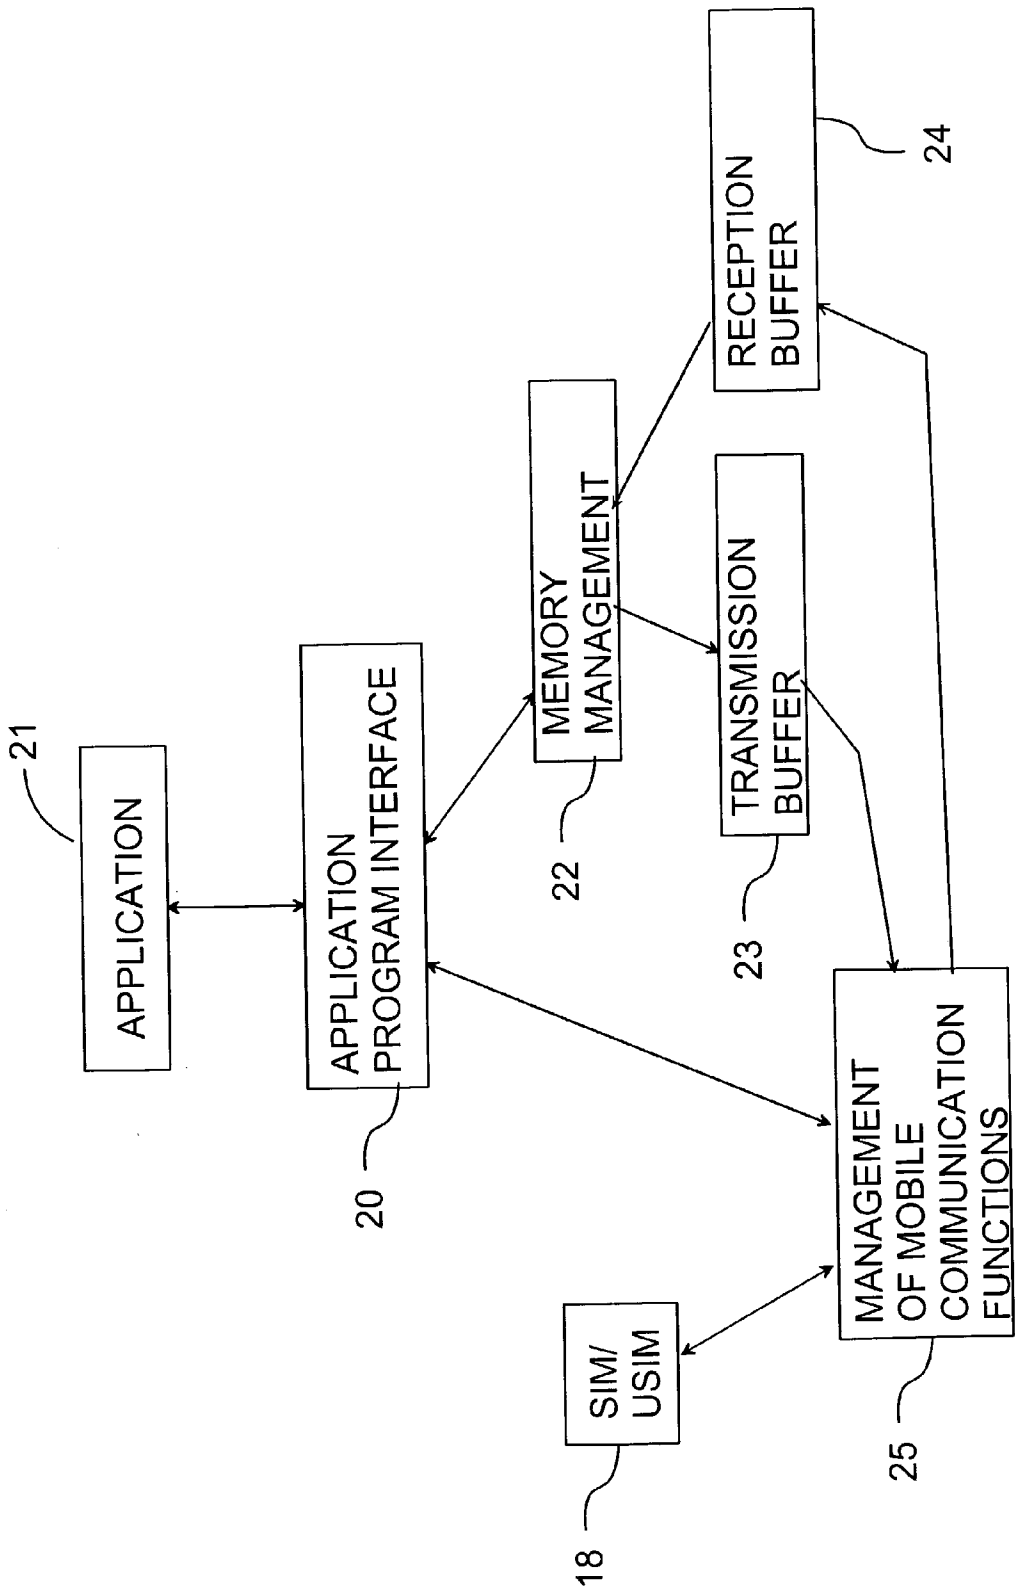 21
APPLICATION
APPLICATION
PROGRAM INTERFACE
20
MEMORY
MANAGEMENT
22
RECEPTION
BUFFER
24
TRANSMISSION
BUFFER
23
SIM/
USIM
18
MANAGEMENT
OF MOBILE
COMMUNICATION
FUNCTIONS
25